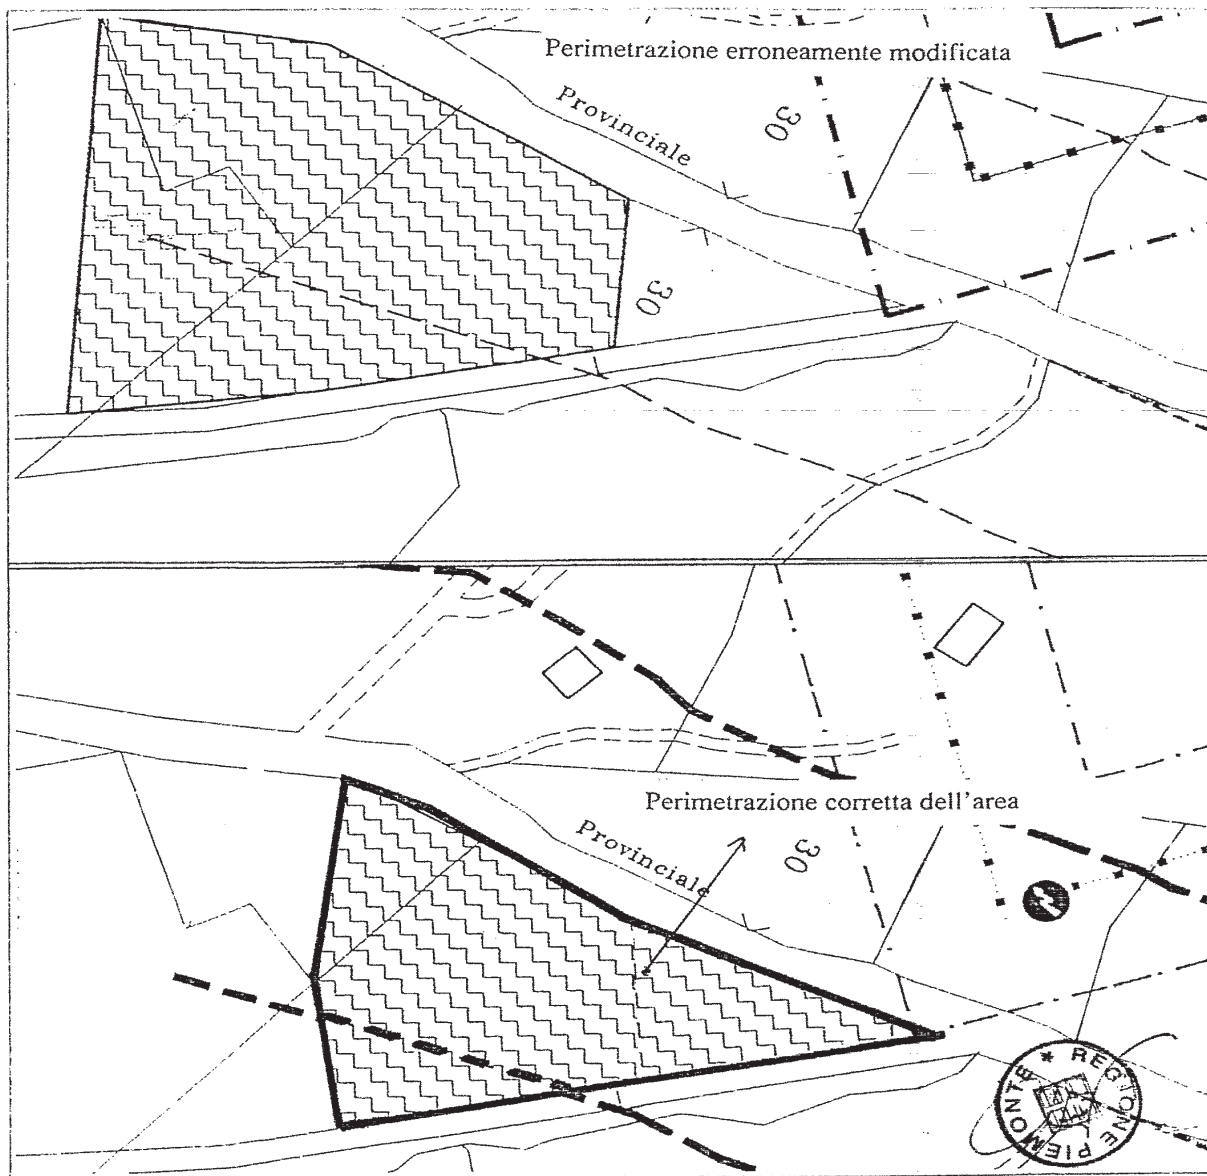 Perimetrazione erroneamente modificata
Provinciale
30
30
Perimetrazione corretta dell'area
Provinciale
30
REGIONE PIEMONTE *